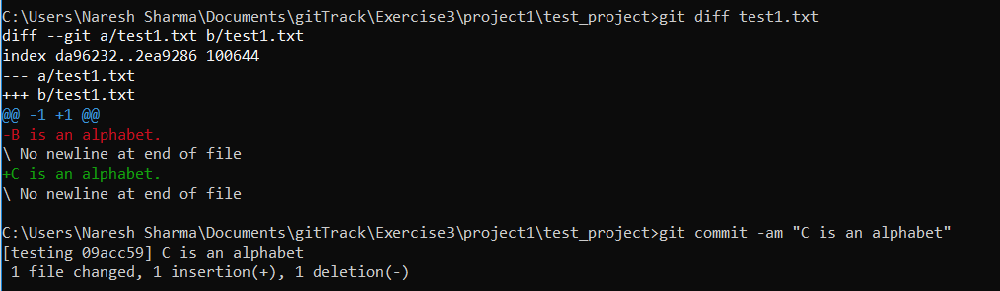 C:\Users\Naresh Sharma\Documents\gitTrack\Exercise3\project1\test_project>git diff test1.txt
diff --git a/test1.txt b/test1.txt
index da96232..2ea9286 100644
--- a/test1.txt
+++ b/test1.txt
@@ -1 +1 @@
-B is an alphabet.
\ No newline at end of file
+C is an alphabet.
\ No newline at end of file
C:\Users\Naresh Sharma\Documents\gitTrack\Exercise3\project1\test_project>git commit -am "C is an alphabet"
[testing 09acc59] C is an alphabet
 1 file changed, 1 insertion(+), 1 deletion(-)